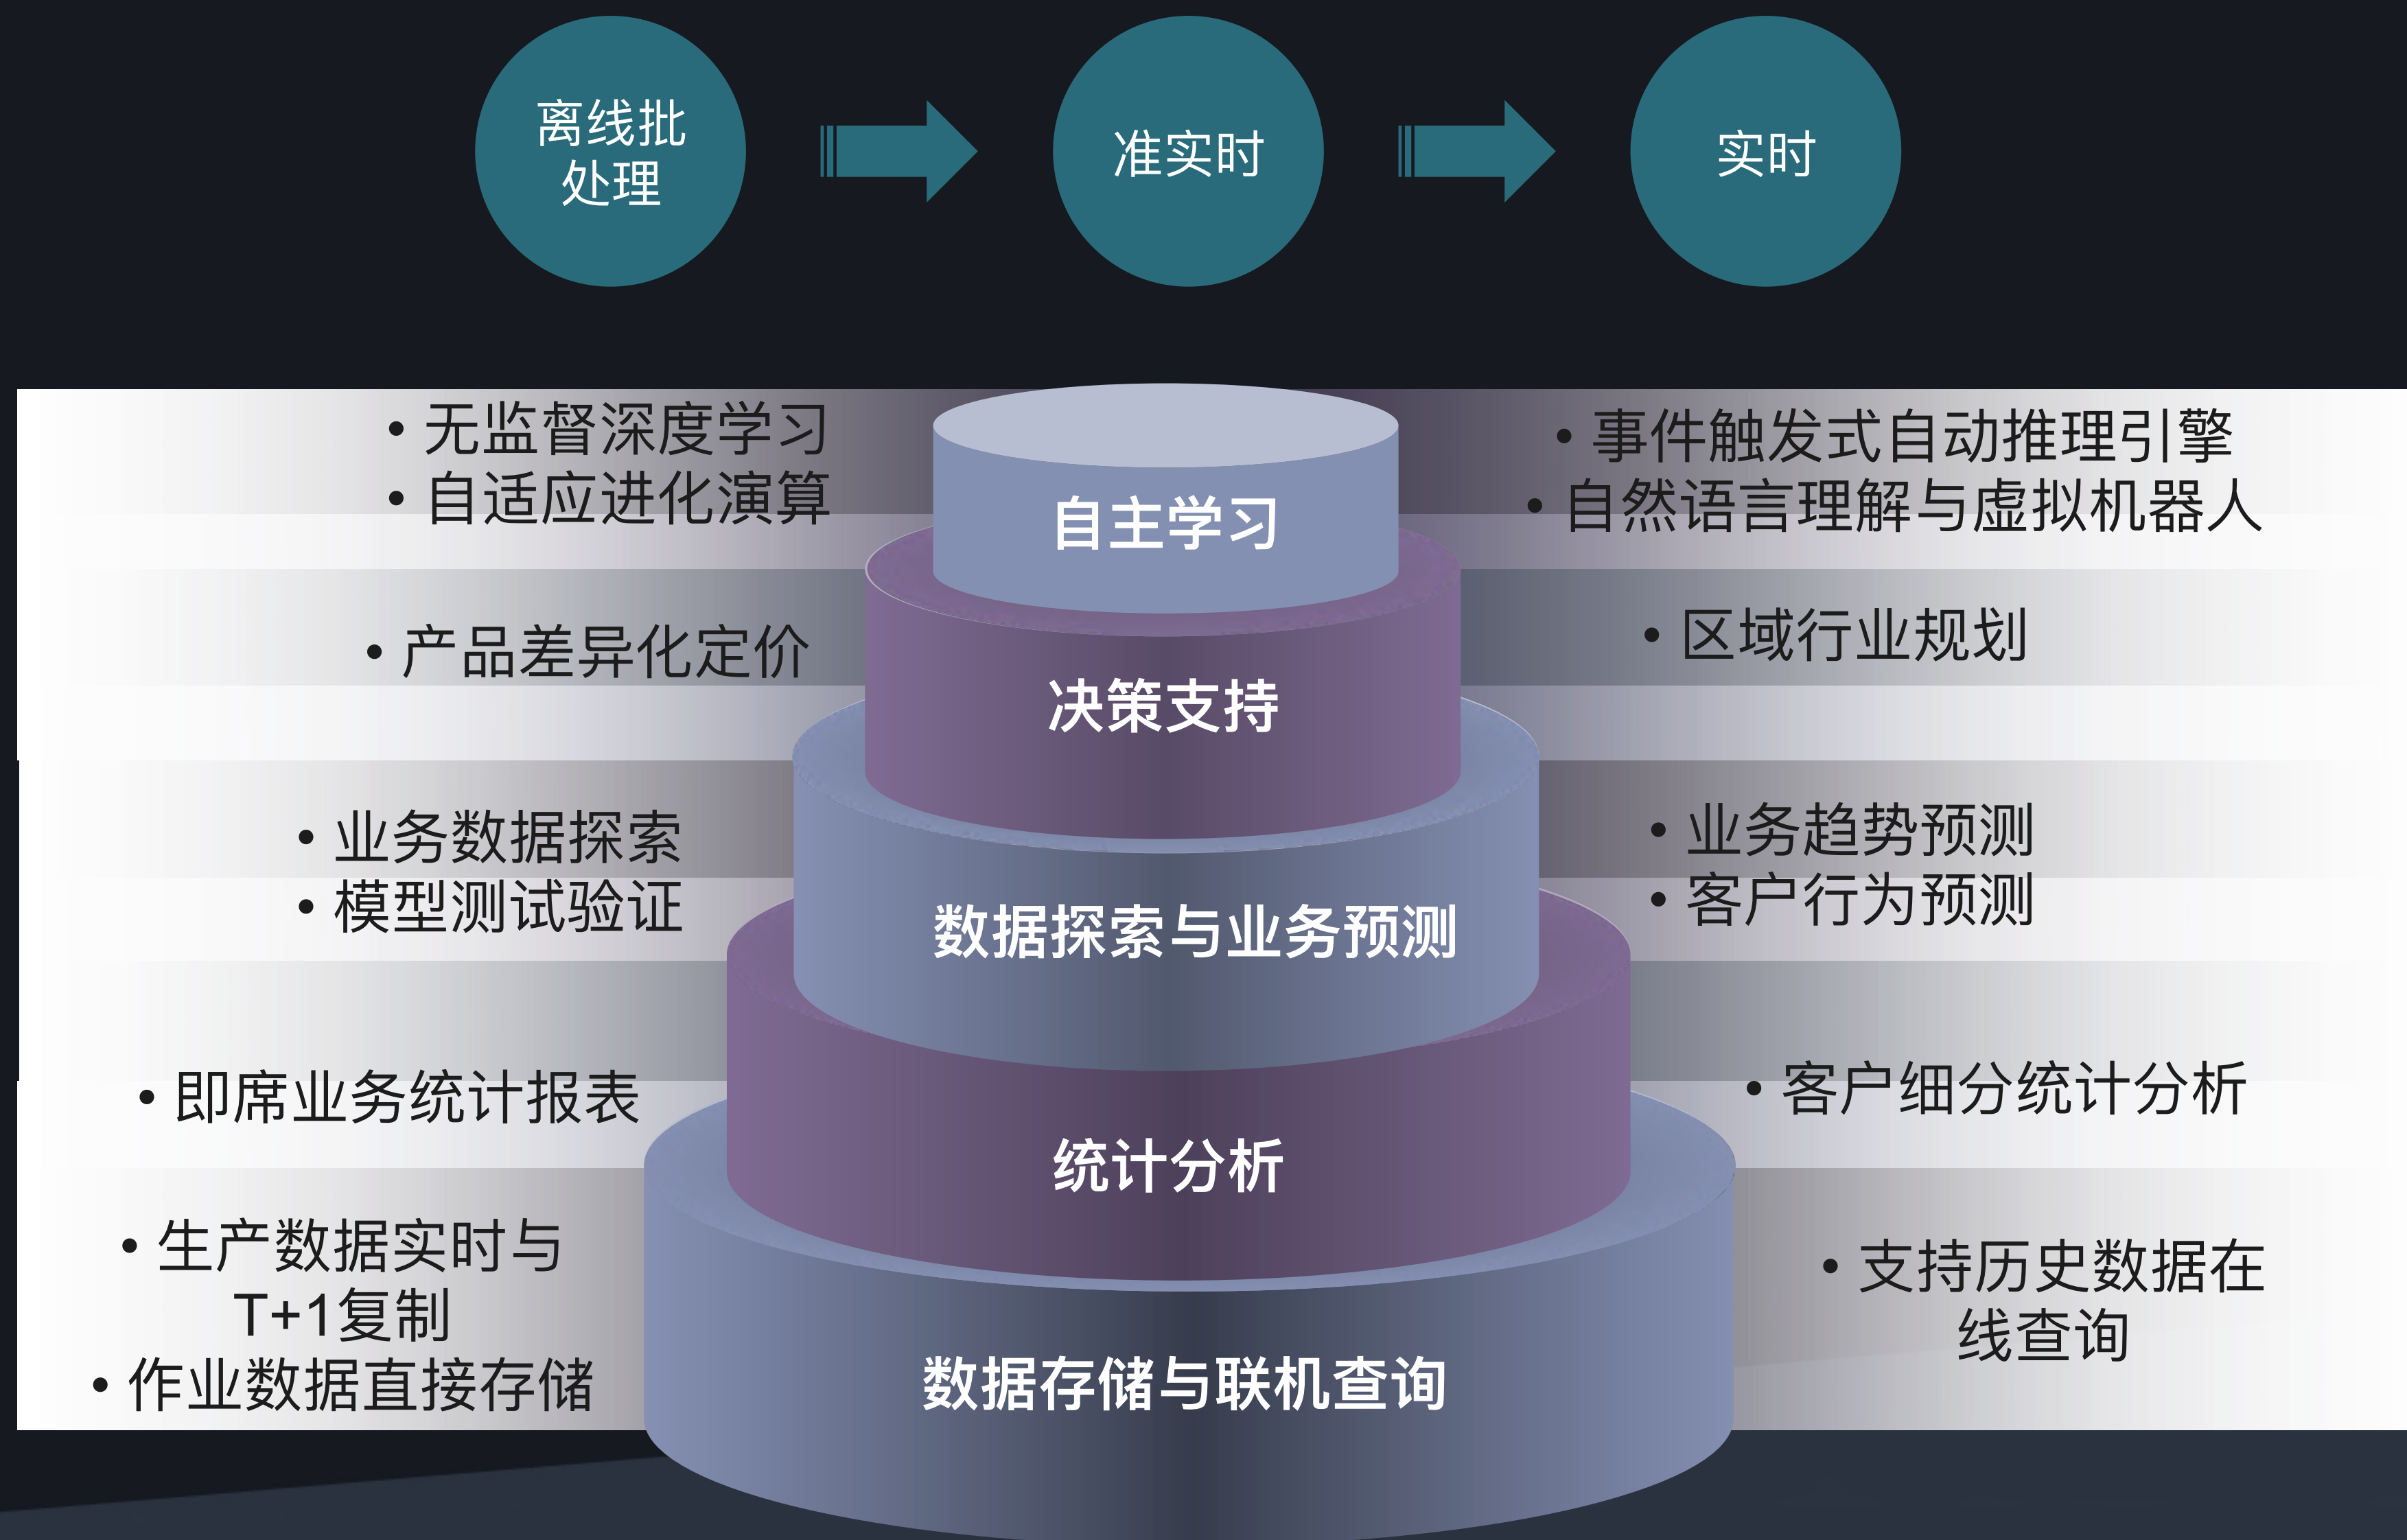 离线批
处理
准实时
实时
• 无监督深度学习
• 自适应进化演算
自主学习
• 事件触发式自动推理引擎
• 自然语言理解与虚拟机器人
• 产品差异化定价
决策支持
• 区域行业规划
• 业务数据探索
• 模型测试验证
数据探索与业务预测
• 业务趋势预测
• 客户行为预测
• 即席业务统计报表
统计分析
• 客户细分统计分析
• 生产数据实时与
T+1复制
• 作业数据直接存储
数据存储与联机查询
• 支持历史数据在
线查询